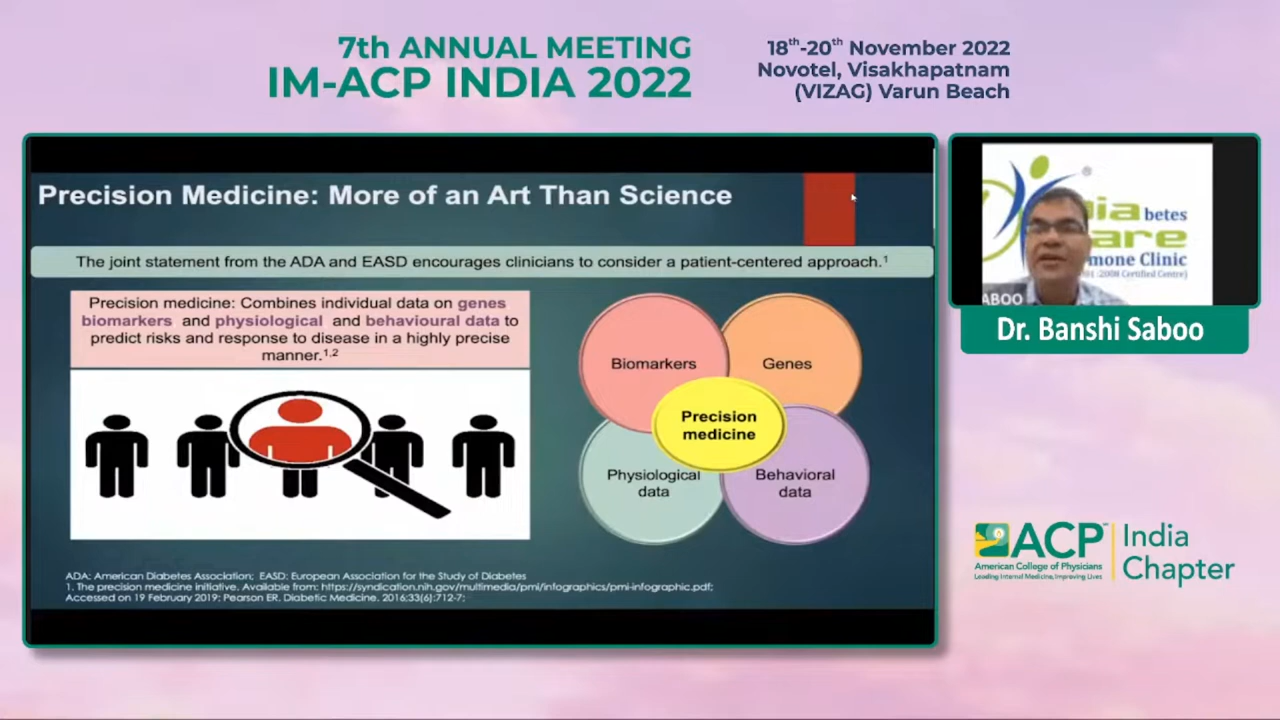 7th ANNUAL MEETING
IM-ACP INDIA 2022
18th-20th November 2022
Novotel, Visakhapatnam
(VIZAG) Varun Beach
Precision Medicine: More of an Art Than Science
The joint statement from the ADA and EASD encourages clinicians to consider a patient-centered approach.1
Precision medicine: Combines individual data on genes
biomarkers and physiological and behavioural data to
predict risks and response to disease in a highly precise
manner.1,2
Biomarkers
Genes
Precision
medicine
Physiological
data
Behavioral
data
ADA: American Diabetes Association; EASD: European Association for the Study of Diabetes
1. The precision medicine initiative. Available from: https://syndication.nih.gov/multimedia/pmi/infographics/pmi-infographic.pdf;
Accessed on 19 February 2019; Pearson ER. Diabetic Medicine. 2016;33(6):712-7;
dia betes
are
mone Clinic
:2008 Certified Centre)
SABOO
Dr. Banshi Saboo
ACP
American College of Physicians
Leading Internal Medicine, Improving Lives
India
Chapter